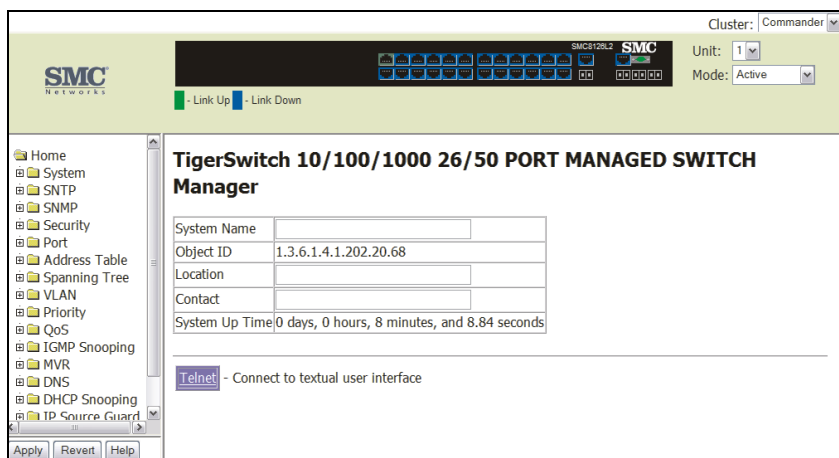 Cluster: Commander
SMC
Networks
SMC8126L2 SMC
Unit: 1
Mode: Active
- Link Up - Link Down
Home
System
SNTP
SNMP
Security
Port
Address Table
Spanning Tree
VLAN
Priority
QoS
IGMP Snooping
MVR
DNS
DHCP Snooping
IP Source Guard
Apply Revert Help
TigerSwitch 10/100/1000 26/50 PORT MANAGED SWITCH
Manager
System Name
Object ID 1.3.6.1.4.1.202.20.68
Location
Contact
System Up Time 0 days, 0 hours, 8 minutes, and 8.84 seconds
Telnet - Connect to textual user interface